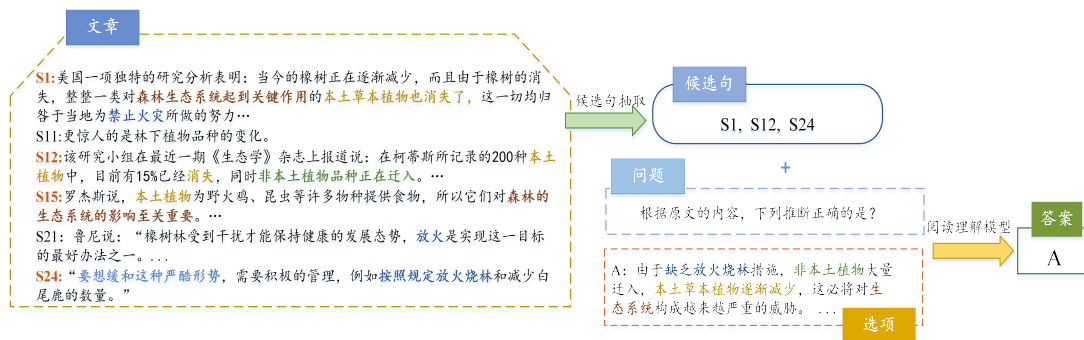 文章
S1:美国一项独特的研究分析表明：当今的橡树正在逐渐减少，而且由于橡树的消
失，整整一类对森林生态系统起到关键作用的本土草本植物也消失了，这一切均归
咎于当地为禁止火灾所做的努力…
S11:更惊人的是林下植物品种的变化。
S12:该研究小组在最近一期《生态学》杂志上报道说：在柯蒂斯所记录的200种本土
植物中，目前有15%已经消失，同时非本土植物品种正在迁入。…
S15:罗杰斯说，本土植物为野火鸡、昆虫等许多物种提供食物，所以它们对森林的
生态系统的影响至关重要。…
S21：鲁尼说：“橡树林受到干扰才能保持健康的发展态势，放火是实现这一目标
的最好办法之一。...
S24:“要想缓和这种严酷形势，需要积极的管理，例如按照规定放火烧林和减少白
尾鹿的数量。”
候选句抽取
候选句
S1, S12, S24
+
问题
根据原文的内容，下列推断正确的是？
A：由于缺乏放火烧林措施，非本土植物大量
迁入，本土草本植物逐渐减少，这必将对生
态系统构成越来越严重的威胁。 ...
选项
阅读理解模型
答案
A